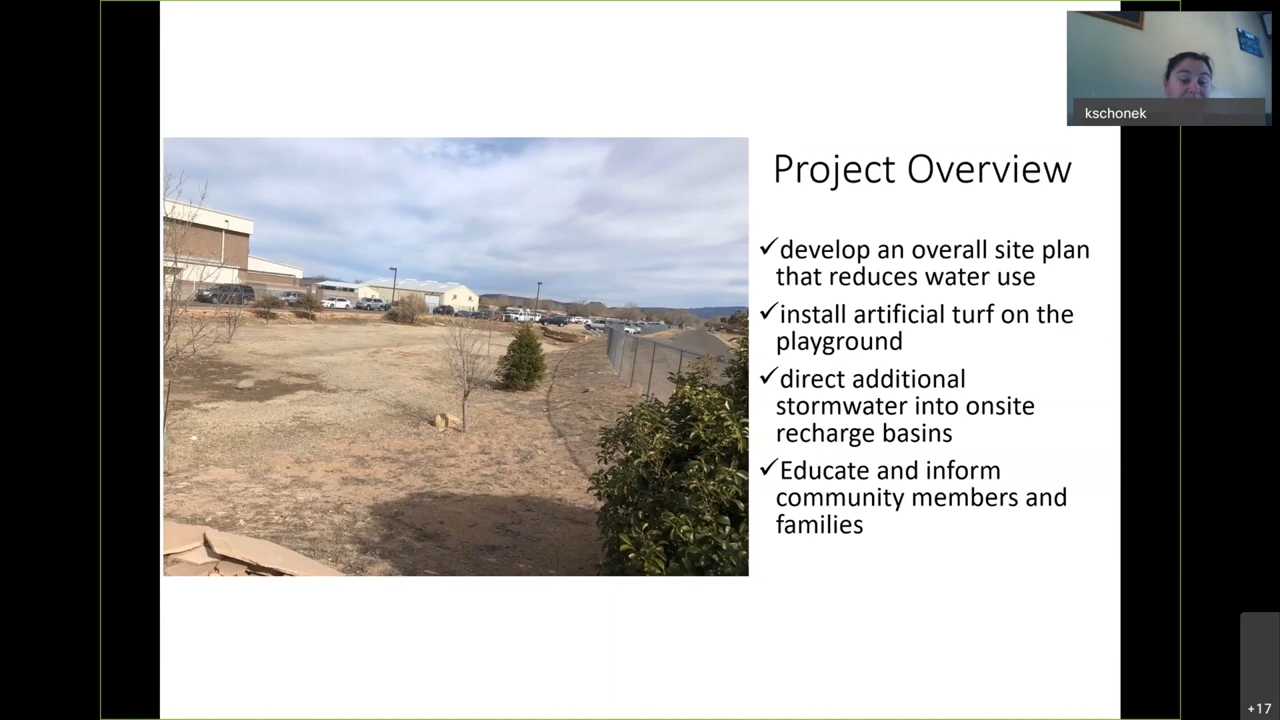 kschonek
Project Overview
✓develop an overall site plan
that reduces water use
✓install artificial turf on the
playground
✓direct additional
stormwater into onsite
recharge basins
✓Educate and inform
community members and
families
+17